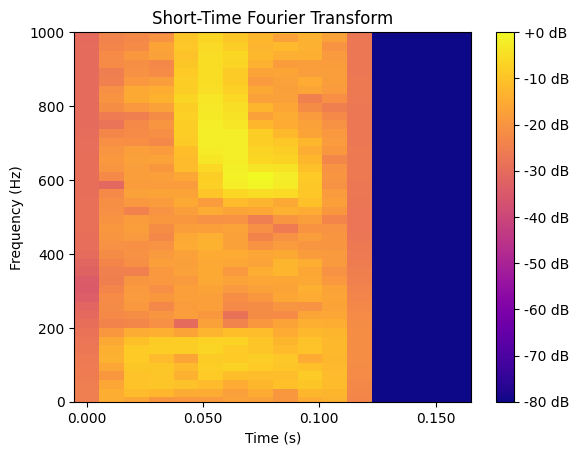 Short-Time Fourier Transform
1000
800
600
400
200
0
Frequency (Hz)
0.000
0.050
0.100
0.150
Time (s)
+0 dB
-10 dB
-20 dB
-30 dB
-40 dB
-50 dB
-60 dB
-70 dB
-80 dB